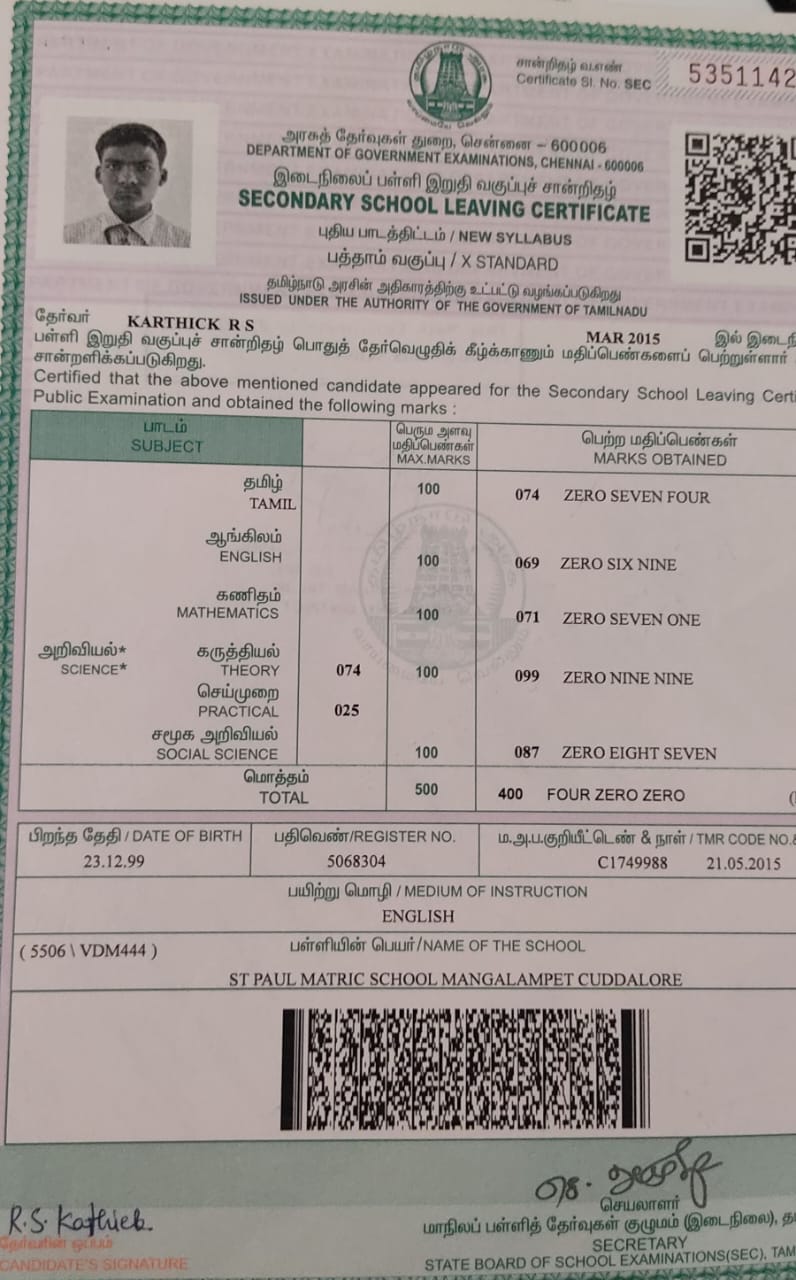 சான்றிதழ் வ.எண்
Certificate Sl. No. SEC 5351142
அரசுத் தேர்வுகள் துறை, சென்னை – 600006
DEPARTMENT OF GOVERNMENT EXAMINATIONS, CHENNAI - 600006
இடைநிலைப் பள்ளி இறுதி வகுப்புச் சான்றிதழ்
SECONDARY SCHOOL LEAVING CERTIFICATE
புதிய பாடத்திட்டம் / NEW SYLLABUS
பத்தாம் வகுப்பு / X STANDARD
தமிழ்நாடு அரசின் அதிகாரத்திற்கு உட்பட்டு வழங்கப்படுகிறது
ISSUED UNDER THE AUTHORITY OF THE GOVERNMENT OF TAMILNADU
தேர்வர் KARTHICK R S MAR 2015 இல்
பள்ளி இறுதி வகுப்புச் சான்றிதழ் பொதுத் தேர்வெழுதிக் கீழ்க்காணும் மதிப்பெண்களைப் பெற்றுள்ளார்
சான்றளிக்கப்படுகிறது.
Certified that the above mentioned candidate appeared for the Secondary School Leaving Certi
Public Examination and obtained the following marks :
பாடம் பெரும அளவு மதிப்பெண்கள் பெற்ற மதிப்பெண்கள்
SUBJECT MAX.MARKS MARKS OBTAINED
தமிழ்
TAMIL 100 074 ZERO SEVEN FOUR
ஆங்கிலம்
ENGLISH 100 069 ZERO SIX NINE
கணிதம்
MATHEMATICS 100 071 ZERO SEVEN ONE
அறிவியல்* கருத்தியல்
SCIENCE* THEORY 074 100 099 ZERO NINE NINE
செய்முறை
PRACTICAL 025
சமூக அறிவியல்
SOCIAL SCIENCE 100 087 ZERO EIGHT SEVEN
மொத்தம்
TOTAL 500 400 FOUR ZERO ZERO
பிறந்த தேதி / DATE OF BIRTH பதிவெண்/REGISTER NO. ம.அ.ப.குறியீட்டெண் & நாள் / TMR CODE NO.&
23.12.99 5068304 C1749988 21.05.2015
பயிற்று மொழி / MEDIUM OF INSTRUCTION
ENGLISH
( 5506 \ VDM444 ) பள்ளியின் பெயர்/NAME OF THE SCHOOL
ST PAUL MATRIC SCHOOL MANGALAMPET CUDDALORE
செயலாளர்
R.S. Kathick. மாநிலப் பள்ளித் தேர்வுகள் குழுமம் (இடைநிலை),
தேர்வரின் ஒப்பம் SECRETARY
CANDIDATE'S SIGNATURE STATE BOARD OF SCHOOL EXAMINATIONS(SEC), TAM